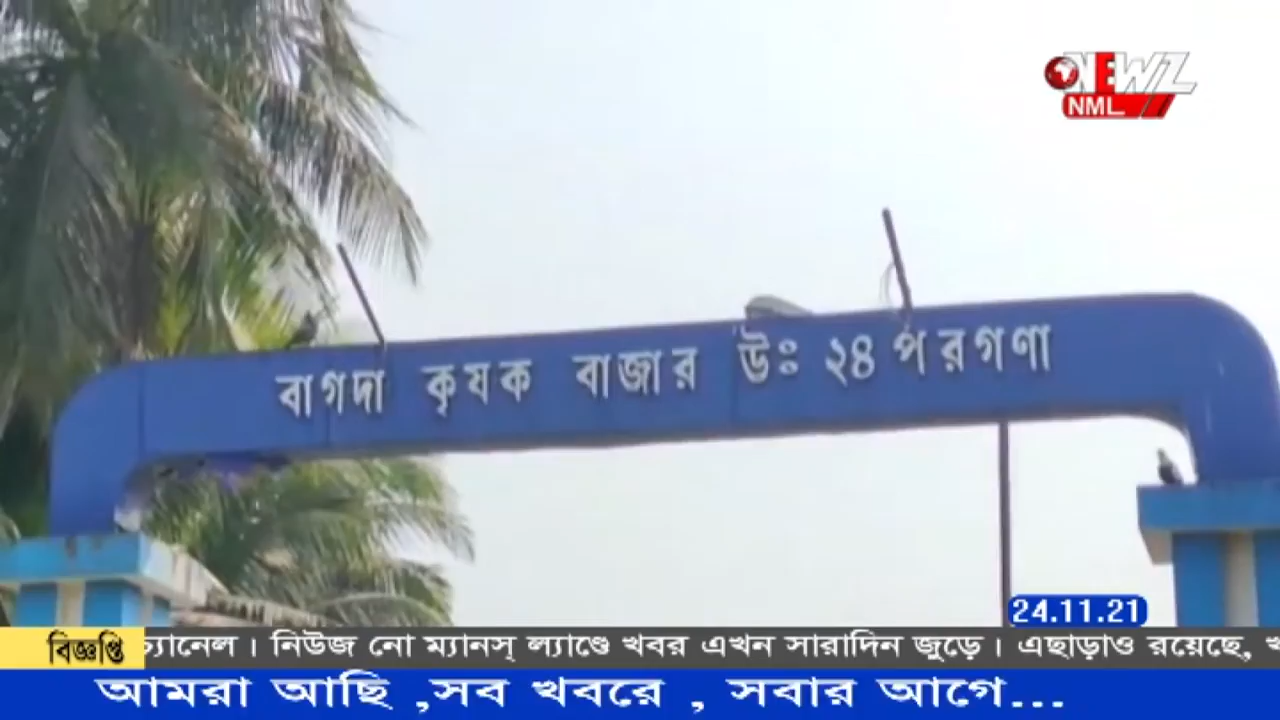 NEWZ
NML
বাগদা কৃষক বাজার উঃ ২৪ পরগণা
24.11.21
বিজ্ঞপ্তি
চ্যানেল । নিউজ নো ম্যানস্ ল্যাণ্ডে খবর এখন সারাদিন জুড়ে । এছাড়াও রয়েছে,
আমরা আছি ,সব খবরে , সবার আগে...